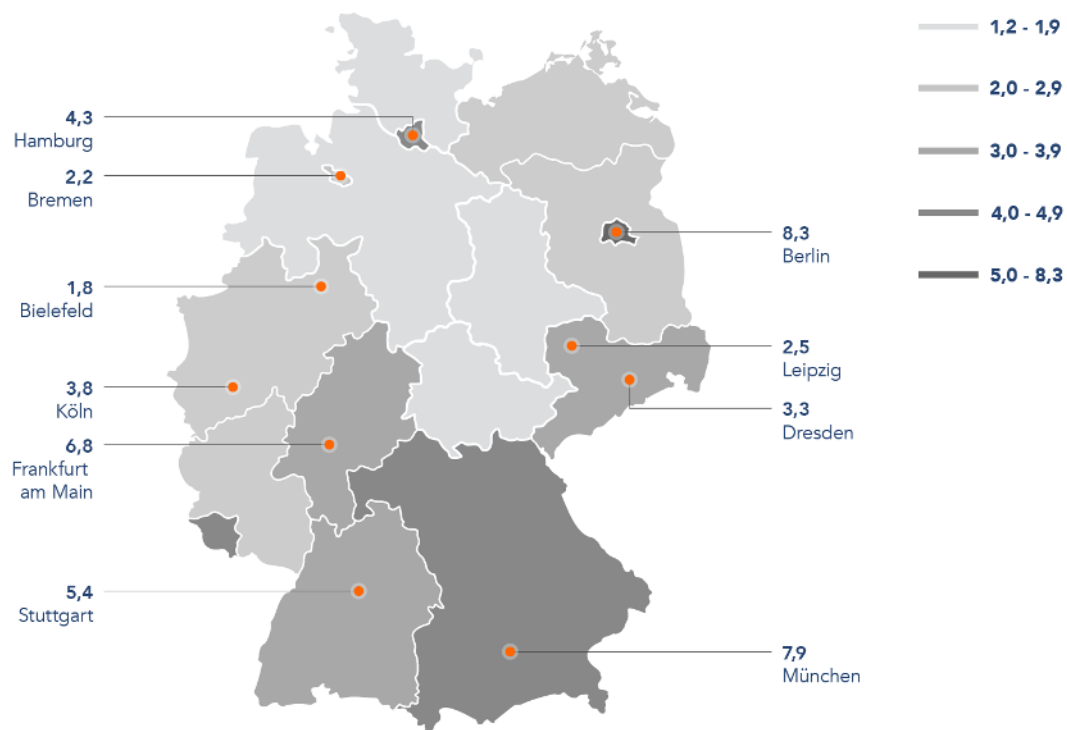 4,3
Hamburg
2,2
Bremen
1,8
Bielefeld
3,8
Köln
6,8
Frankfurt
am Main
5,4
Stuttgart
8,3
Berlin
2,5
Leipzig
3,3
Dresden
7,9
München
1,2 - 1,9
2,0 - 2,9
3,0 - 3,9
4,0 - 4,9
5,0 - 8,3